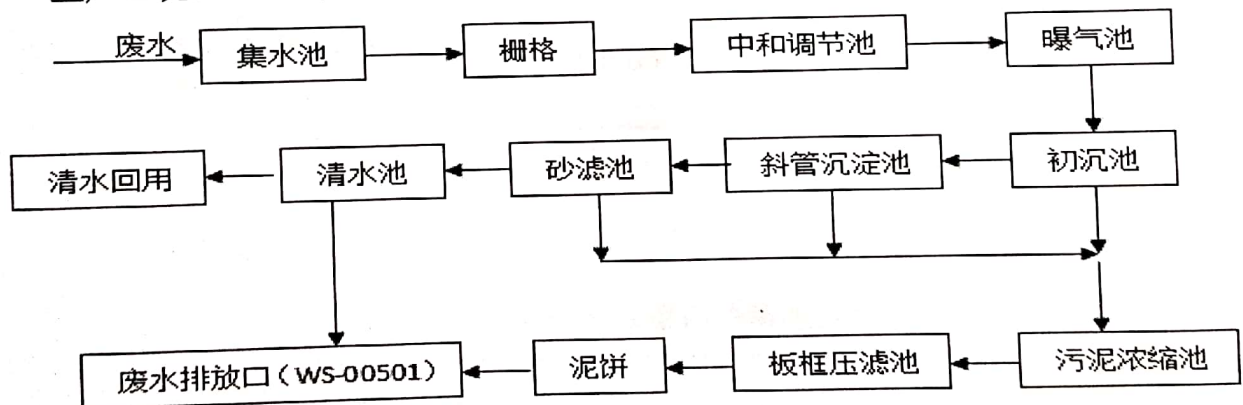 废水
集水池
栅格
中和调节池
曝气池
清水回用
清水池
砂滤池
斜管沉淀池
初沉池
废水排放口（WS-00501）
泥饼
板框压滤池
污泥浓缩池